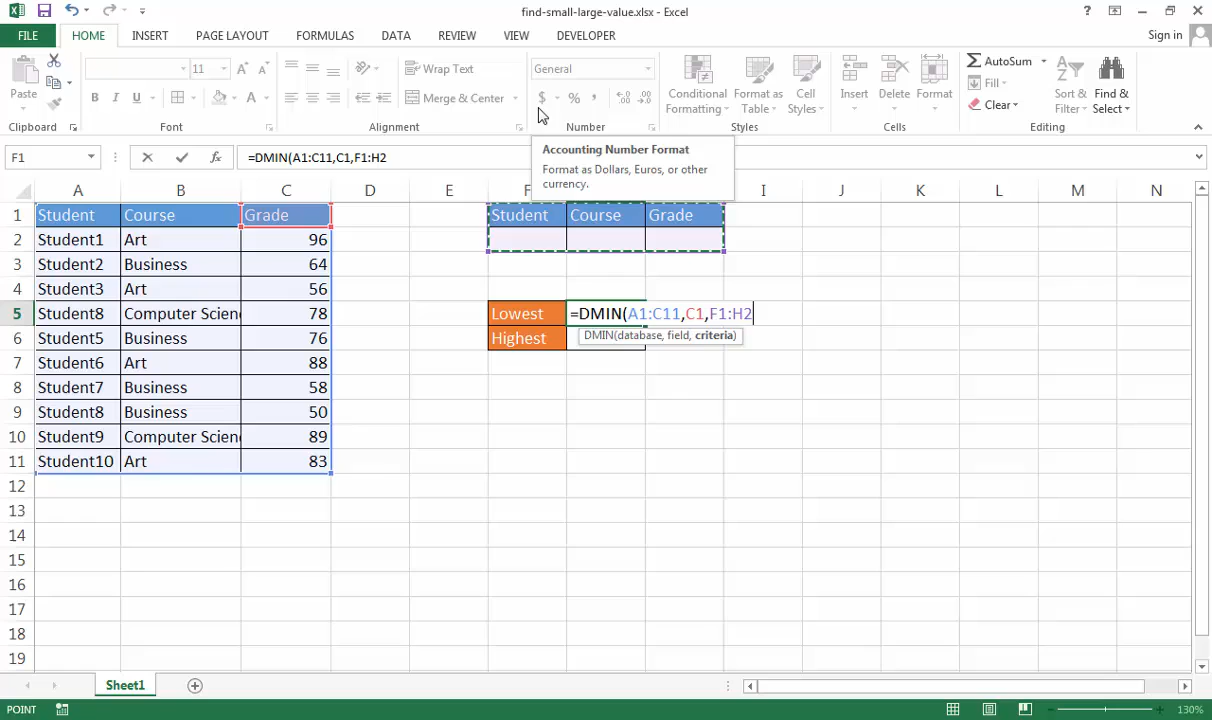 find-small-large-value.xlsx - Excel
?
FILE HOME INSERT PAGE LAYOUT FORMULAS DATA REVIEW VIEW DEVELOPER Sign in
Paste
11 A A
B I U A
Clipboard
Font
Wrap Text
Merge & Center
Alignment
General
$ % ,
Number
Conditional Formatting
Format as Table
Cell Styles
Styles
Insert Delete Format
Cells
AutoSum
Fill
Clear
Sort & Filter
Find & Select
Editing
Accounting Number Format
Format as Dollars, Euros, or other
currency.
F1 fx =DMIN(A1:C11,C1,F1:H2
A B C D E F I J K L M N
1 Student Course Grade Student Course Grade
2 Student1 Art 96
3 Student2 Business 64
4 Student3 Art 56
5 Student8 Computer Scien 78 Lowest =DMIN(A1:C11,C1,F1:H2
DMIN(database, field, criteria)
6 Student5 Business 76 Highest
7 Student6 Art 88
8 Student7 Business 58
9 Student8 Business 50
10 Student9 Computer Scien 89
11 Student10 Art 83
12
13
14
15
16
17
18
19
Sheet1
POINT 130%